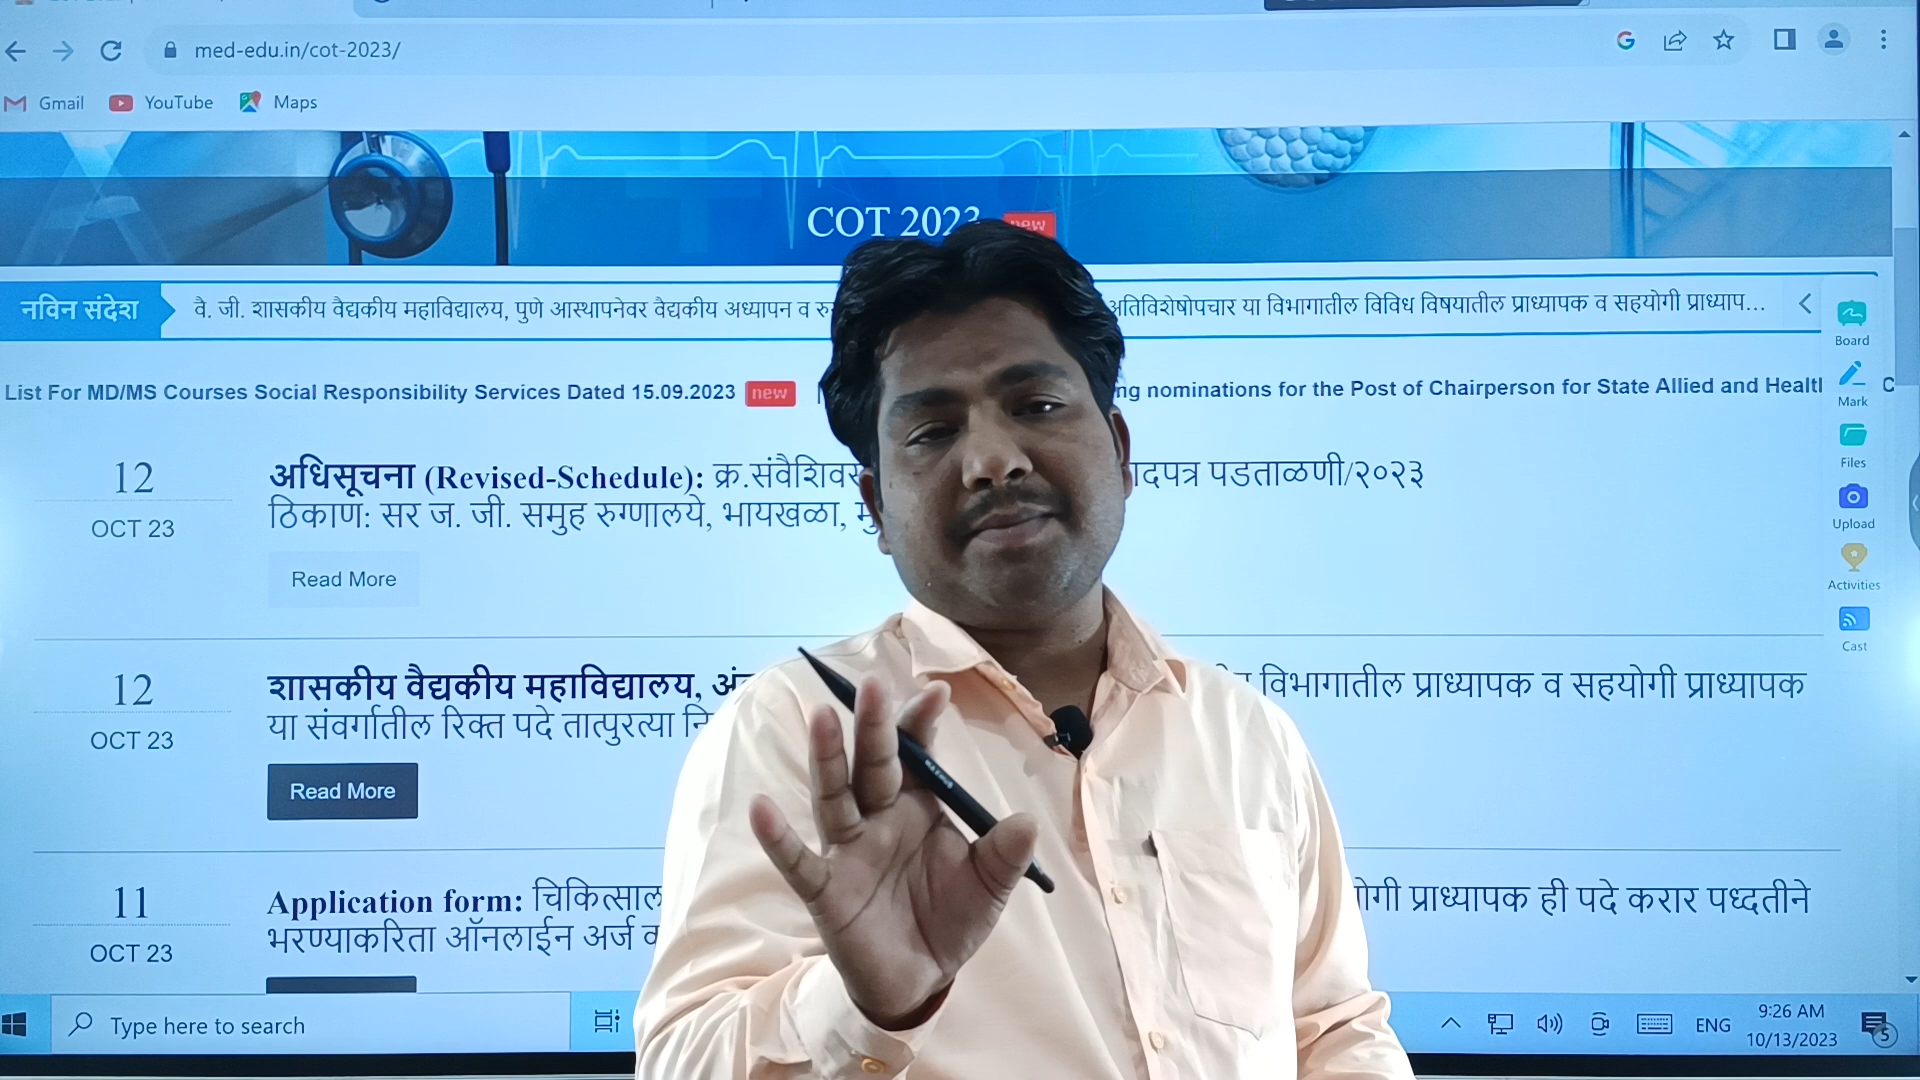 med-edu.in/cot-2023/
Gmail YouTube Maps
COT 2023 new
नविन संदेश वै. जी. शासकीय वैद्यकीय महाविद्यालय, पुणे आस्थापनेवर वैद्यकीय अध्यापन व अतिविशेषोपचार या विभागातील विविध विषयातील प्राध्यापक व सहयोगी प्राध्याप...
List For MD/MS Courses Social Responsibility Services Dated 15.09.2023 new nominations for the Post of Chairperson for State Allied and Healt
Board
Mark
Files
Upload
Activities
Cast
12
OCT 23
अधिसूचना (Revised-Schedule): पडताळणी/२०२३
ठिकाण: सर ज. जी. समुह रुग्णालये, भायखळा,
Read More
12
OCT 23
शासकीय वैद्यकीय महाविद्यालय, विभागातील प्राध्यापक व सहयोगी प्राध्यापक
या संवर्गातील रिक्त पदे तात्पुरत्या
Read More
11
OCT 23
Application form: प्राध्यापक ही पदे करार पध्दतीने
भरण्याकरिता ऑनलाईन अर्ज
Type here to search
ENG
9:26 AM
10/13/2023
5